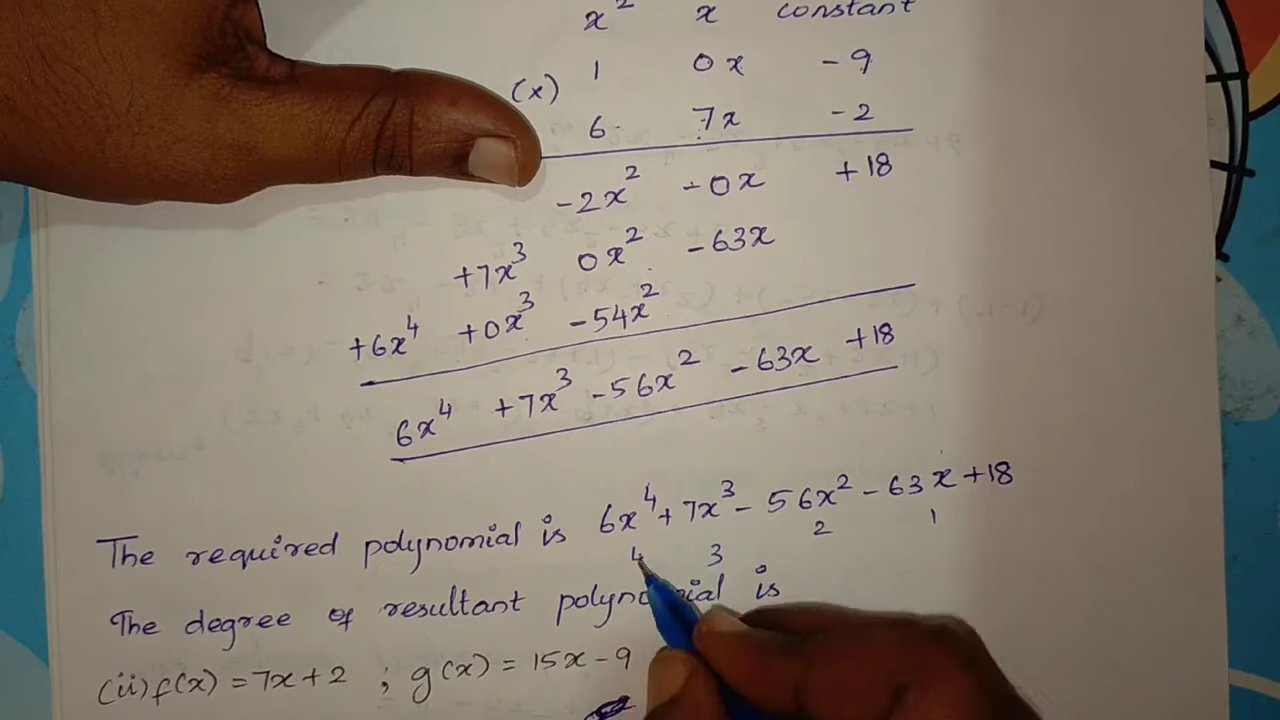 x² x constant
(x) 1 0x -9
6 7x -2
-2x² -0x +18
+7x³ 0x² -63x
+6x⁴ +0x³ -54x²
6x⁴ +7x³ -56x² -63x +18
The required polynomial is 6x⁴ + 7x³ - 56x² - 63x + 18
4 3 2 1
The degree of resultant polynomial is
(ii) f(x) = 7x + 2 ; g(x) = 15x - 9